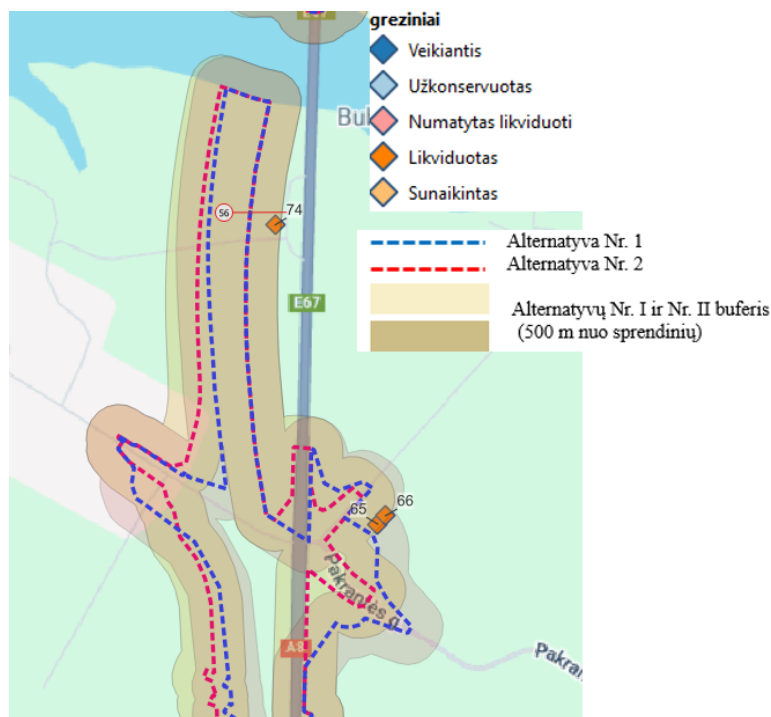 E67
greziniai
Veikiantis
Užkonservuotas
Numatytas likviduoti
Likviduotas
Sunaikintas
Alternatyva Nr. 1
Alternatyva Nr. 2
Alternatyvų Nr. I ir Nr. II buferis
(500 m nuo sprendinių)
74
56
E67
66
65
Pakrantės g.
A8